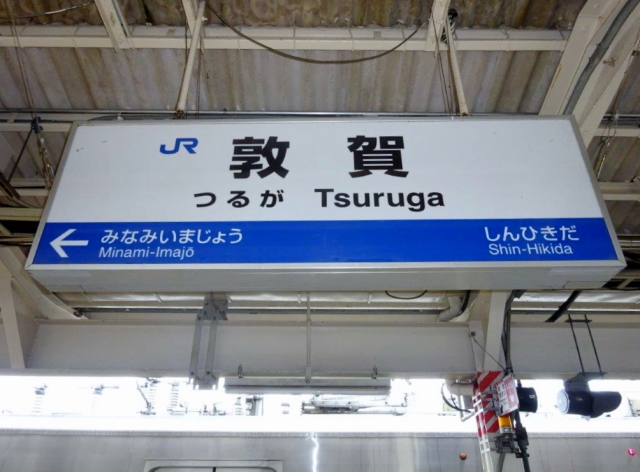 JR 敦賀
つるが Tsuruga
← みなみいまじょう しんひきだ
Minami-Imajō Shin-Hikida